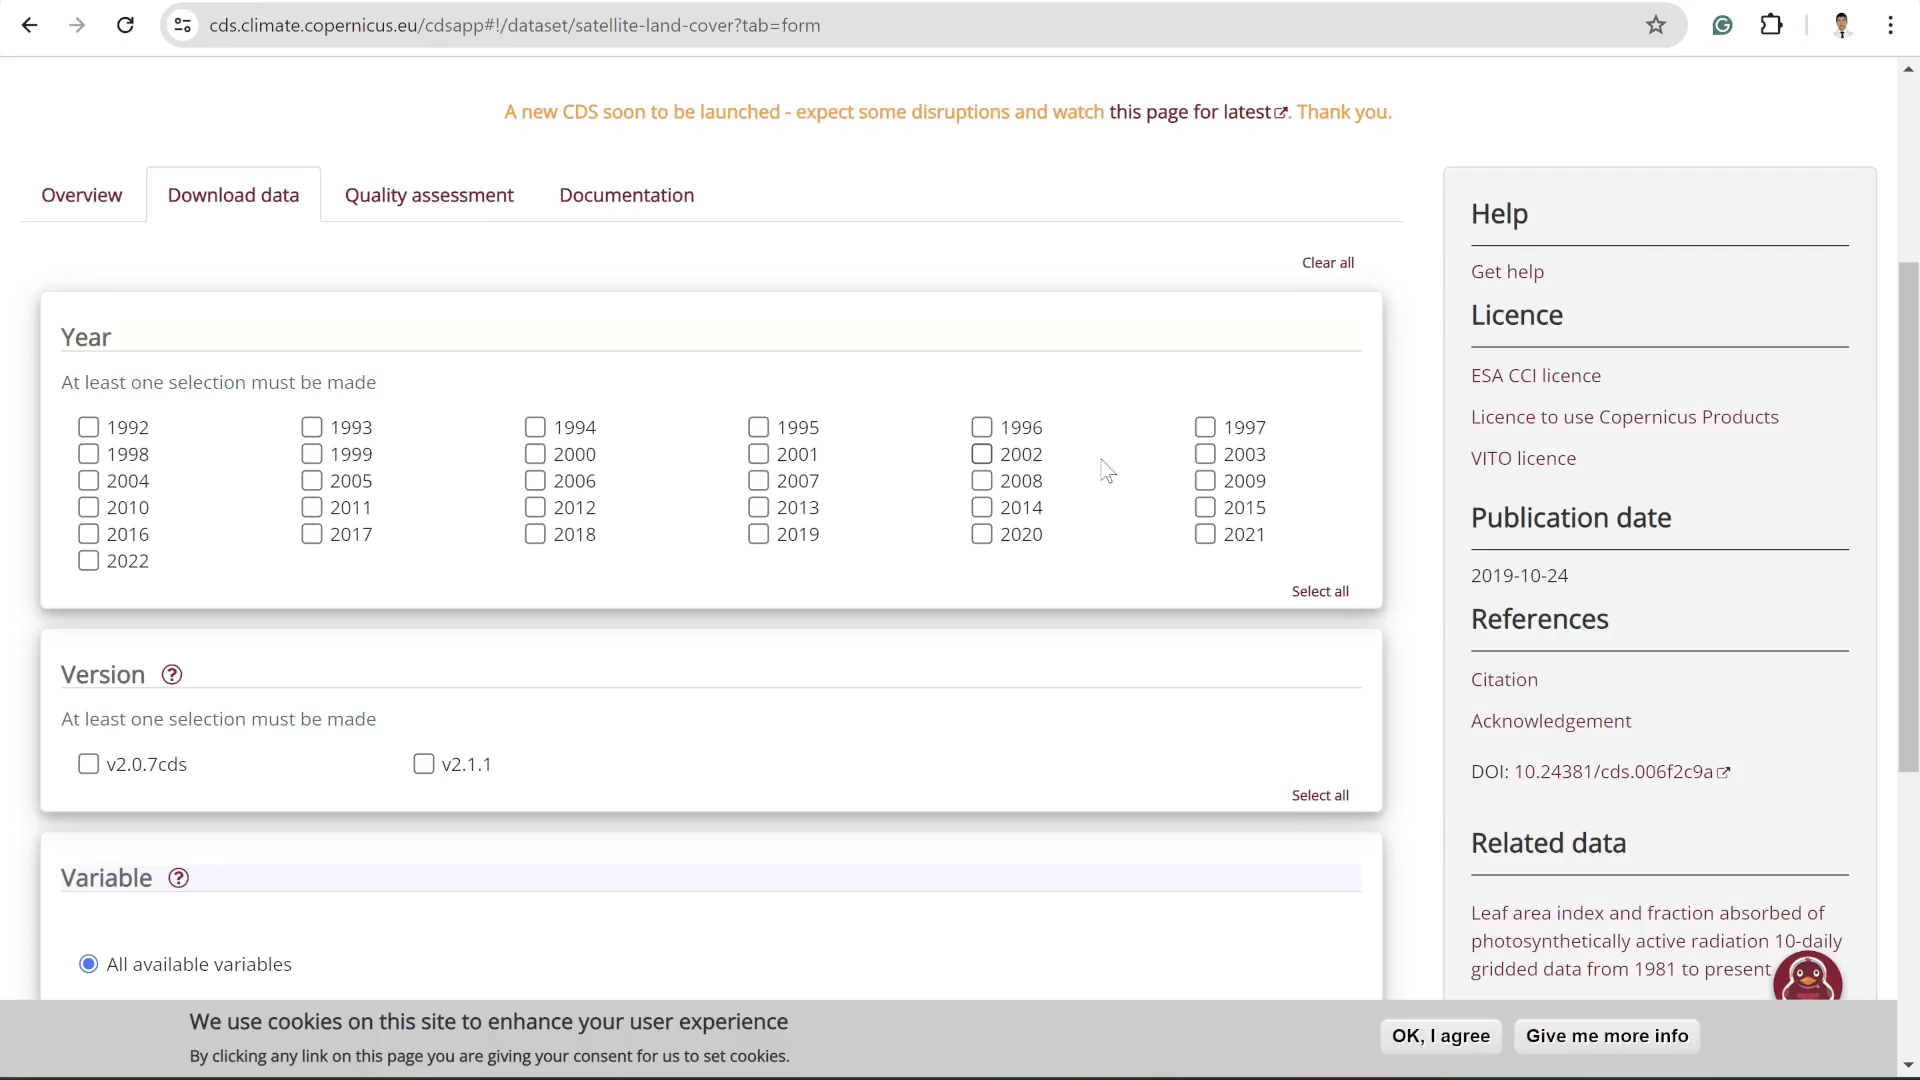 cds.climate.copernicus.eu/cdsapp#!/dataset/satellite-land-cover?tab=form
A new CDS soon to be launched - expect some disruptions and watch this page for latest. Thank you.
Overview Download data Quality assessment Documentation
Clear all
Year
At least one selection must be made
1992 1993 1994 1995 1996 1997
1998 1999 2000 2001 2002 2003
2004 2005 2006 2007 2008 2009
2010 2011 2012 2013 2014 2015
2016 2017 2018 2019 2020 2021
2022
Select all
Version ?
At least one selection must be made
v2.0.7cds v2.1.1
Select all
Variable ?
All available variables
Help
Get help
Licence
ESA CCI licence
Licence to use Copernicus Products
VITO licence
Publication date
2019-10-24
References
Citation
Acknowledgement
DOI: 10.24381/cds.006f2c9a
Related data
Leaf area index and fraction absorbed of
photosynthetically active radiation 10-daily
gridded data from 1981 to present
We use cookies on this site to enhance your user experience
By clicking any link on this page you are giving your consent for us to set cookies.
OK, I agree Give me more info